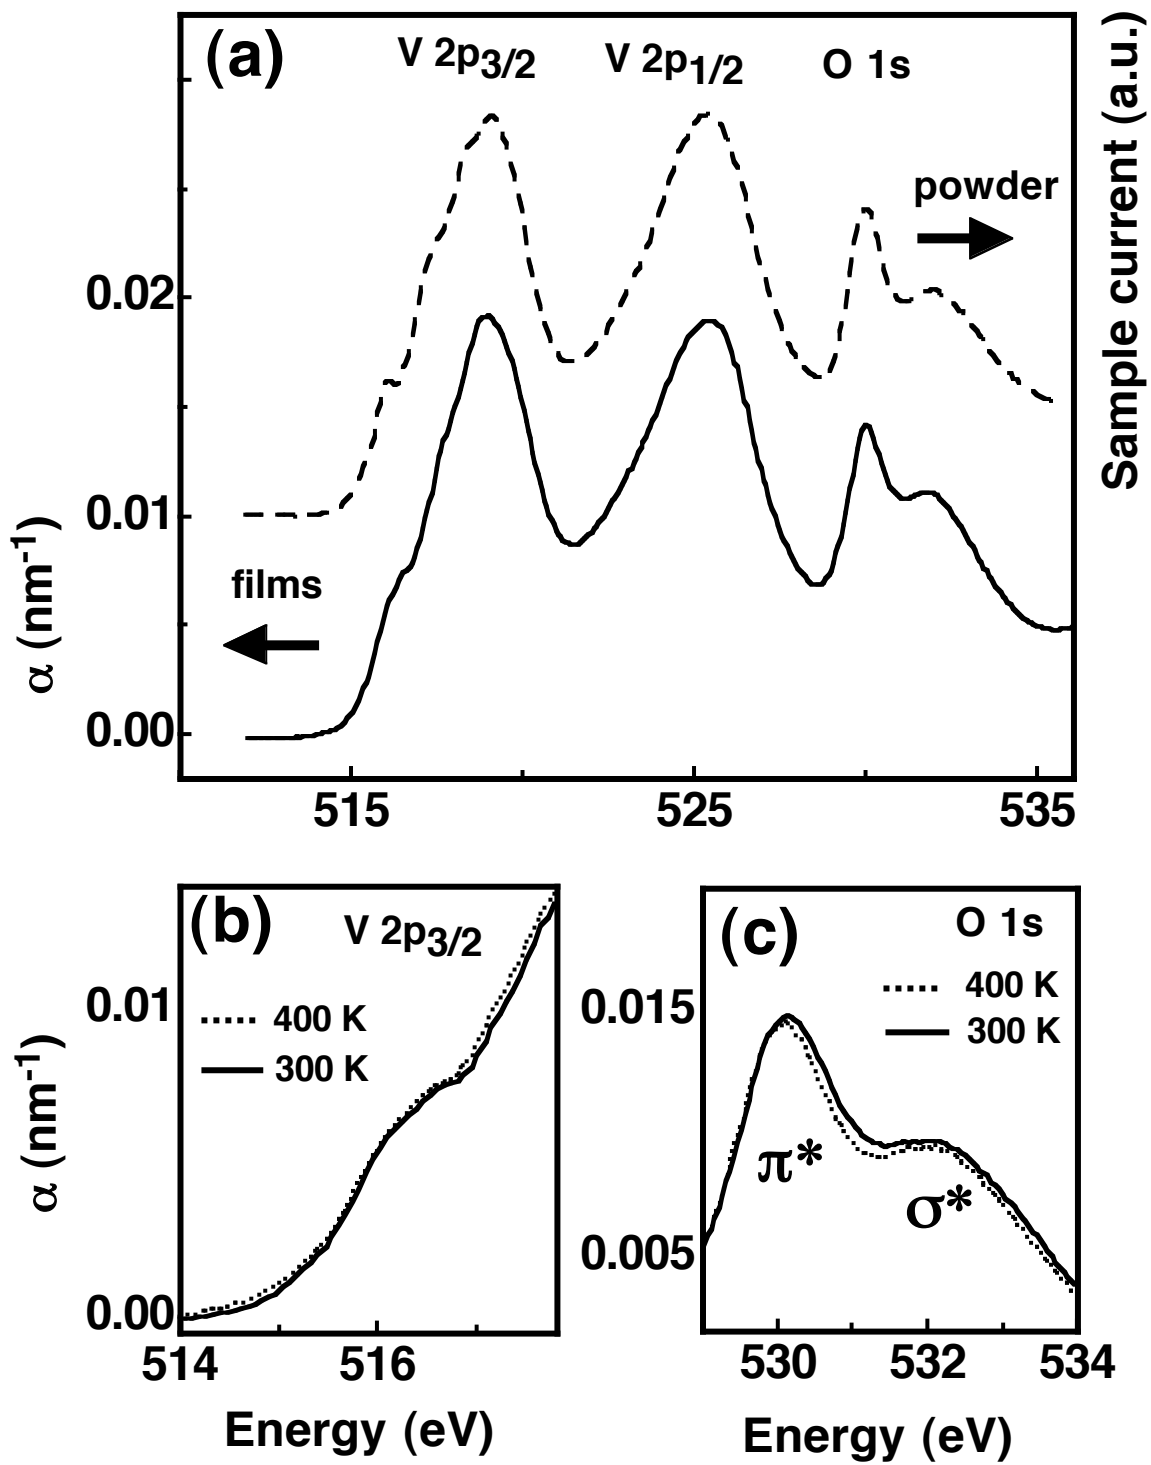 (a)
V 2p3/2
V 2p1/2
O 1s
Sample current (a.u.)
powder
0.02
0.01
films
α (nm-1)
0.00
515
525
535
(b)
V 2p3/2
0.01
400 K
300 K
α (nm-1)
0.00
514
516
Energy (eV)
(c)
O 1s
0.015
400 K
300 K
π*
σ*
0.005
530
532
534
Energy (eV)